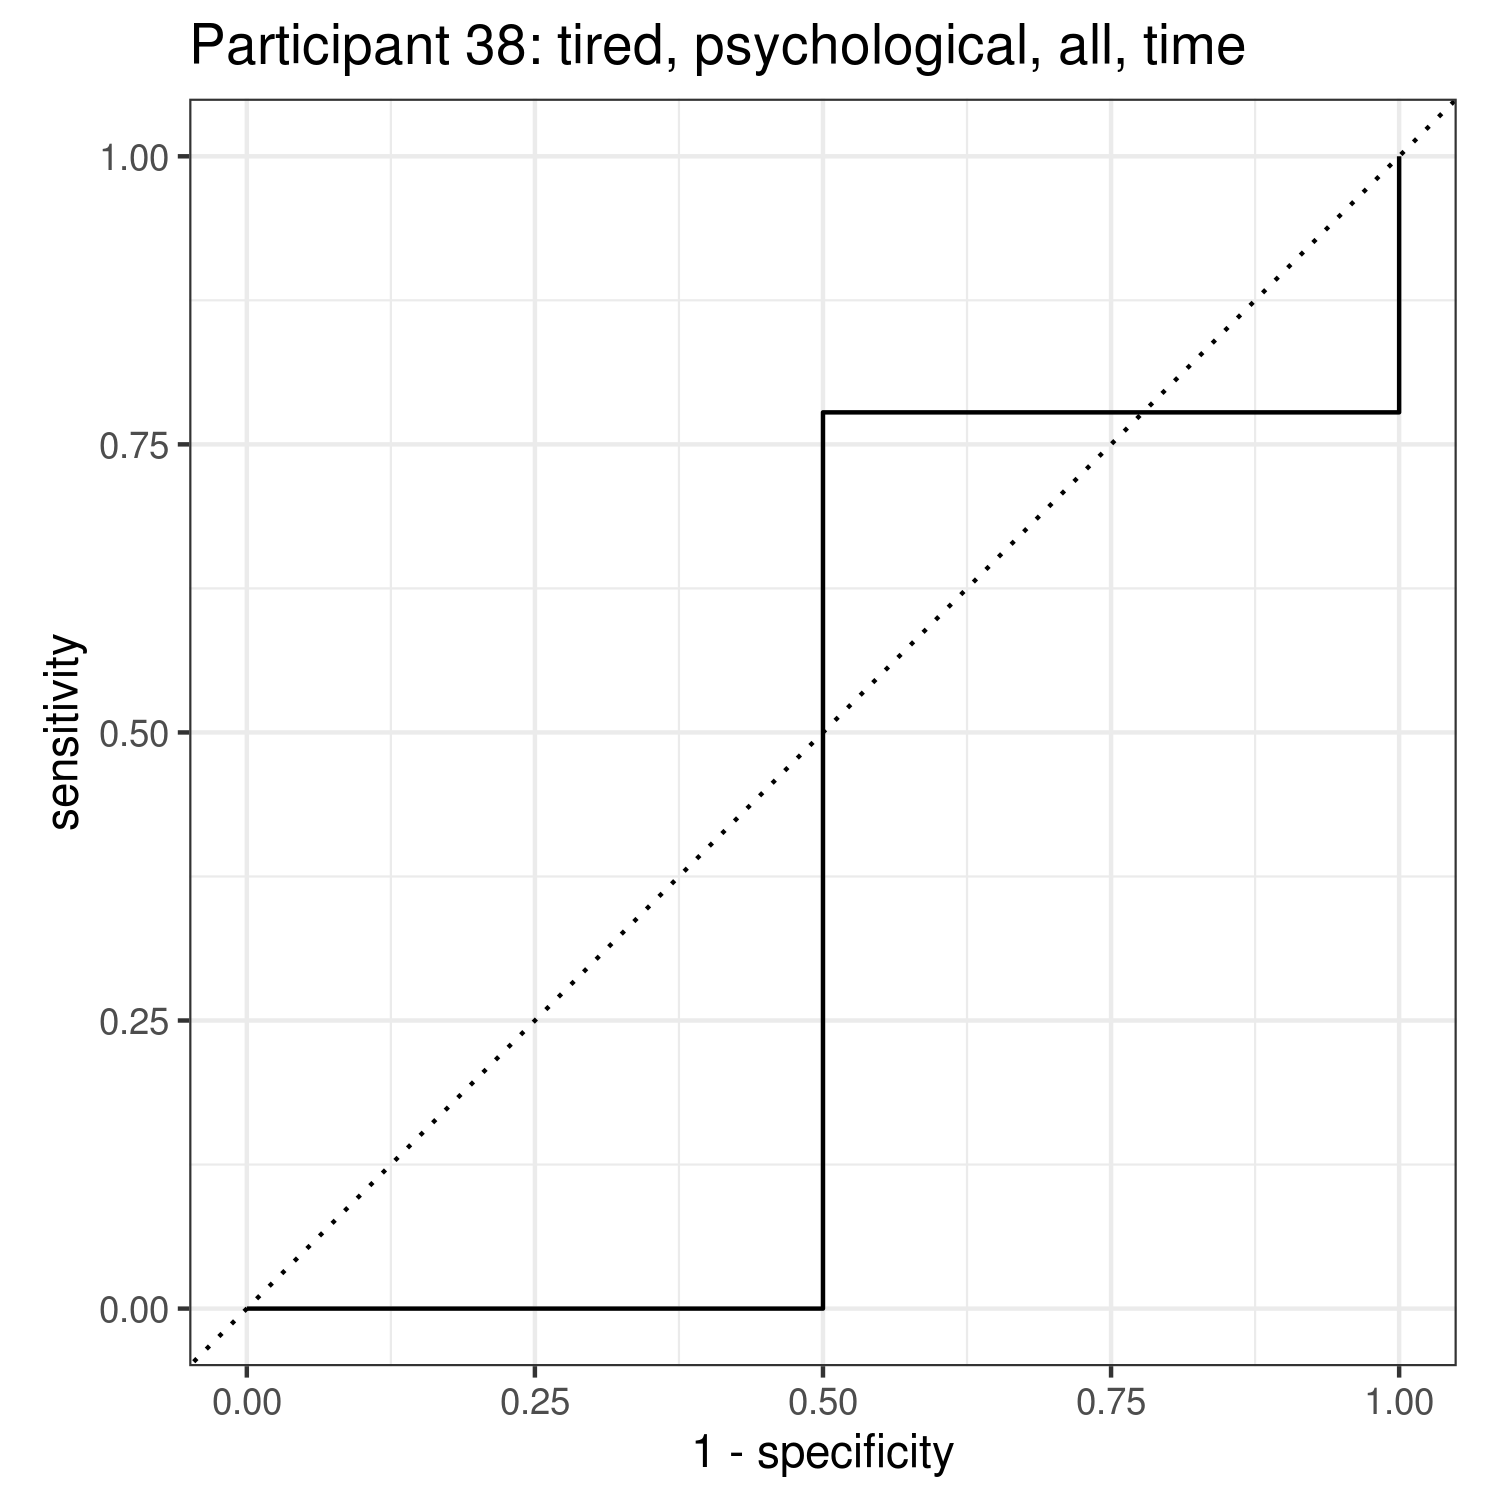 Participant 38: tired, psychological, all, time
1.00
0.75
0.50
0.25
0.00
sensitivity
0.00 0.25 0.50 0.75 1.00
1 - specificity